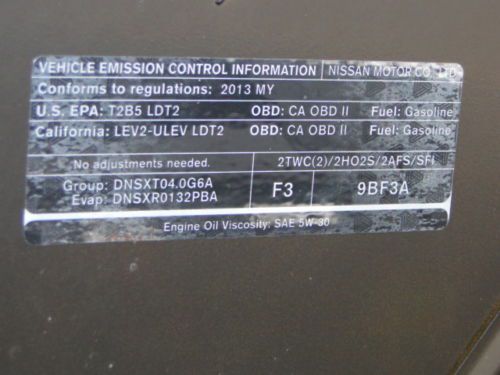 VEHICLE EMISSION CONTROL INFORMATION NISSAN MOTOR CO., LTD.
Conforms to regulations: 2013 MY
U.S. EPA: T2B5 LDT2 OBD: CA OBD II Fuel: Gasoline
California: LEV2-ULEV LDT2 OBD: CA OBD II Fuel: Gasoline
No adjustments needed. 2TWC(2)/2HO2S/2AFS/SFI
Group: DNSXT04.0G6A F3 9BF3A
Evap: DNSXR0132PBA
Engine Oil Viscosity: SAE 5W-30